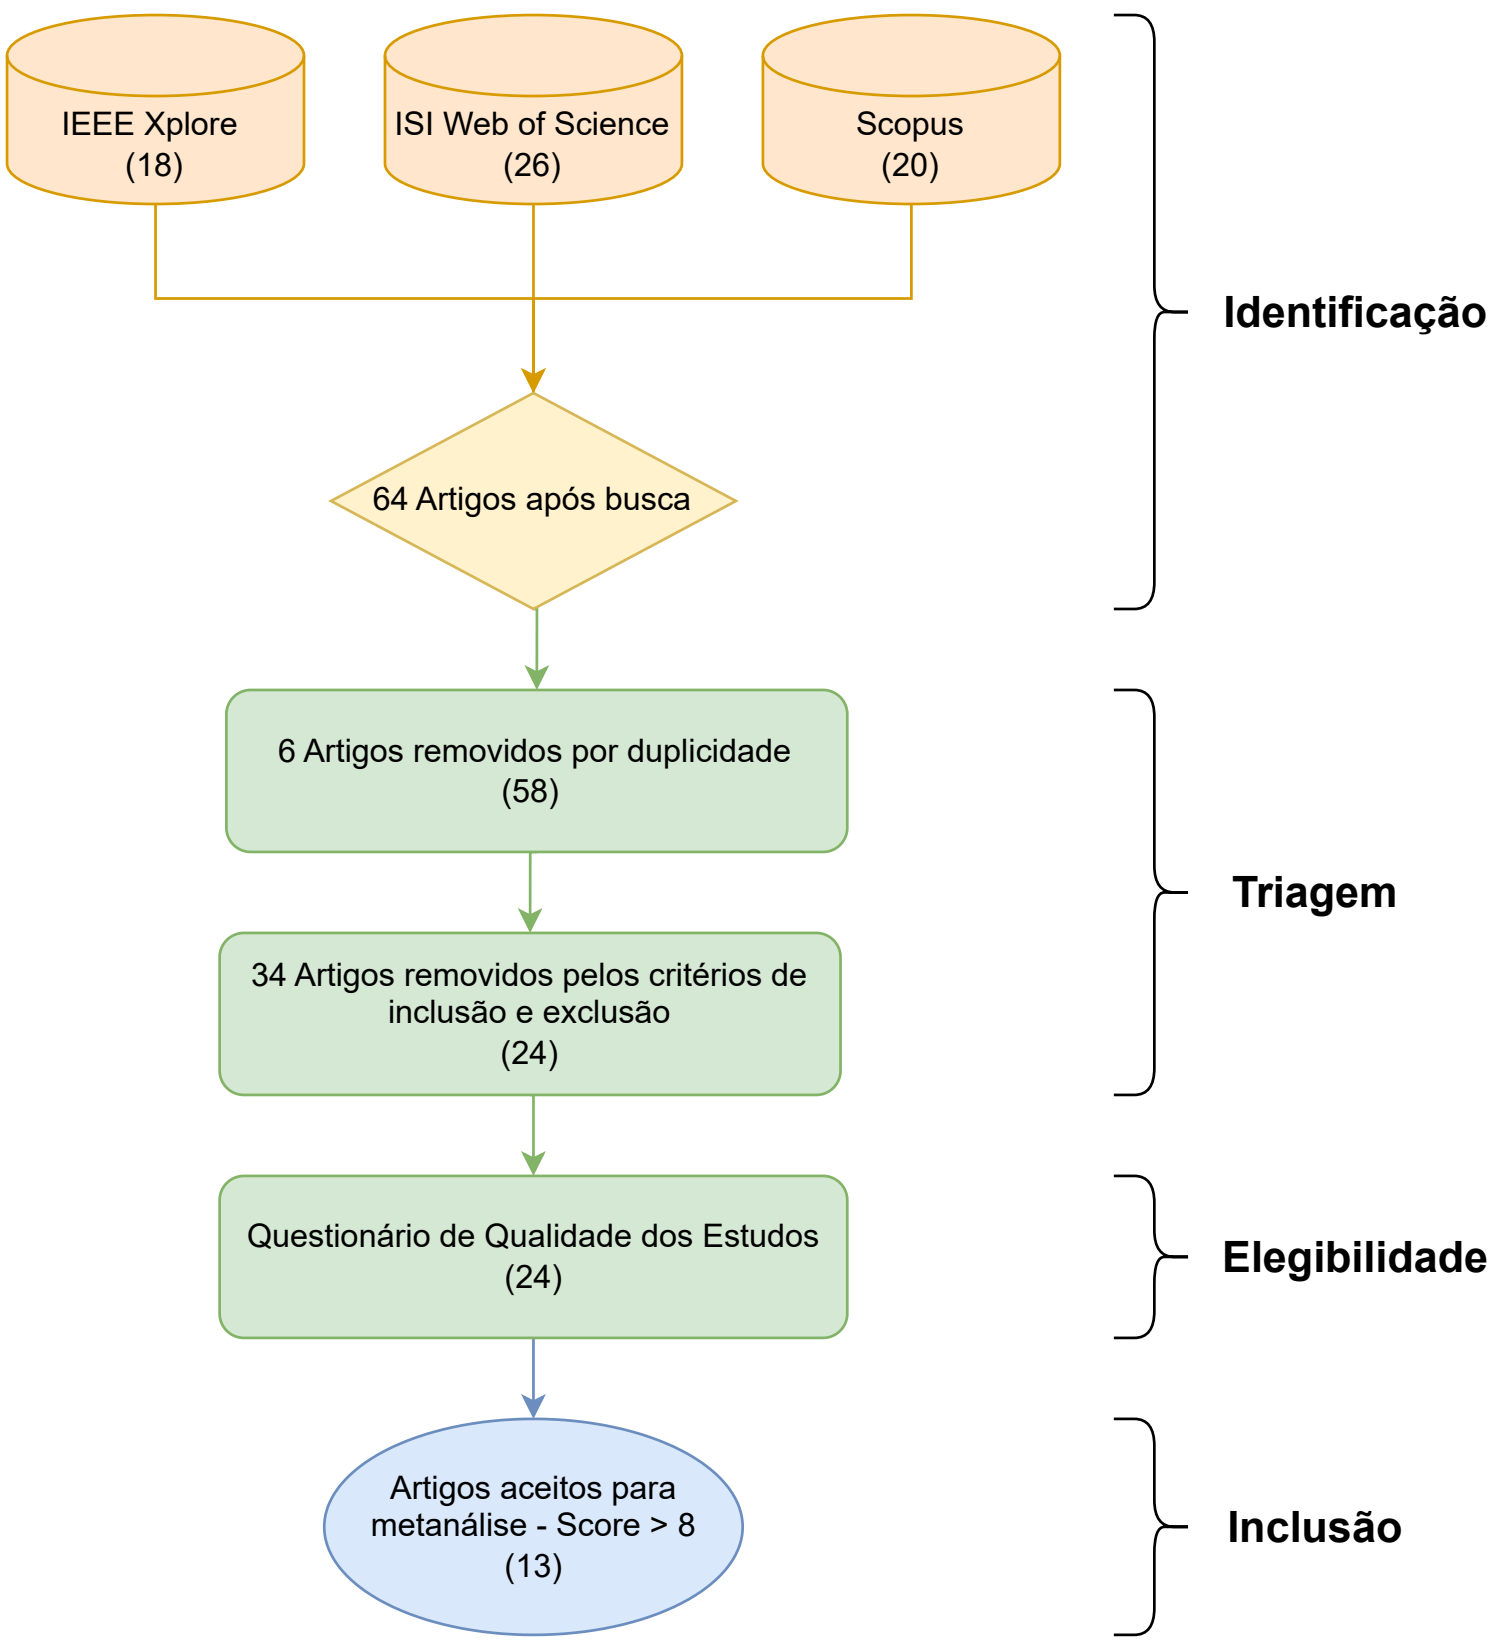 IEEE Xplore
(18)
ISI Web of Science
(26)
Scopus
(20)
Identificação
64 Artigos após busca
6 Artigos removidos por duplicidade
(58)
Triagem
34 Artigos removidos pelos critérios de
inclusão e exclusão
(24)
Questionário de Qualidade dos Estudos
(24)
Elegibilidade
Artigos aceitos para
metanálise - Score > 8
(13)
Inclusão